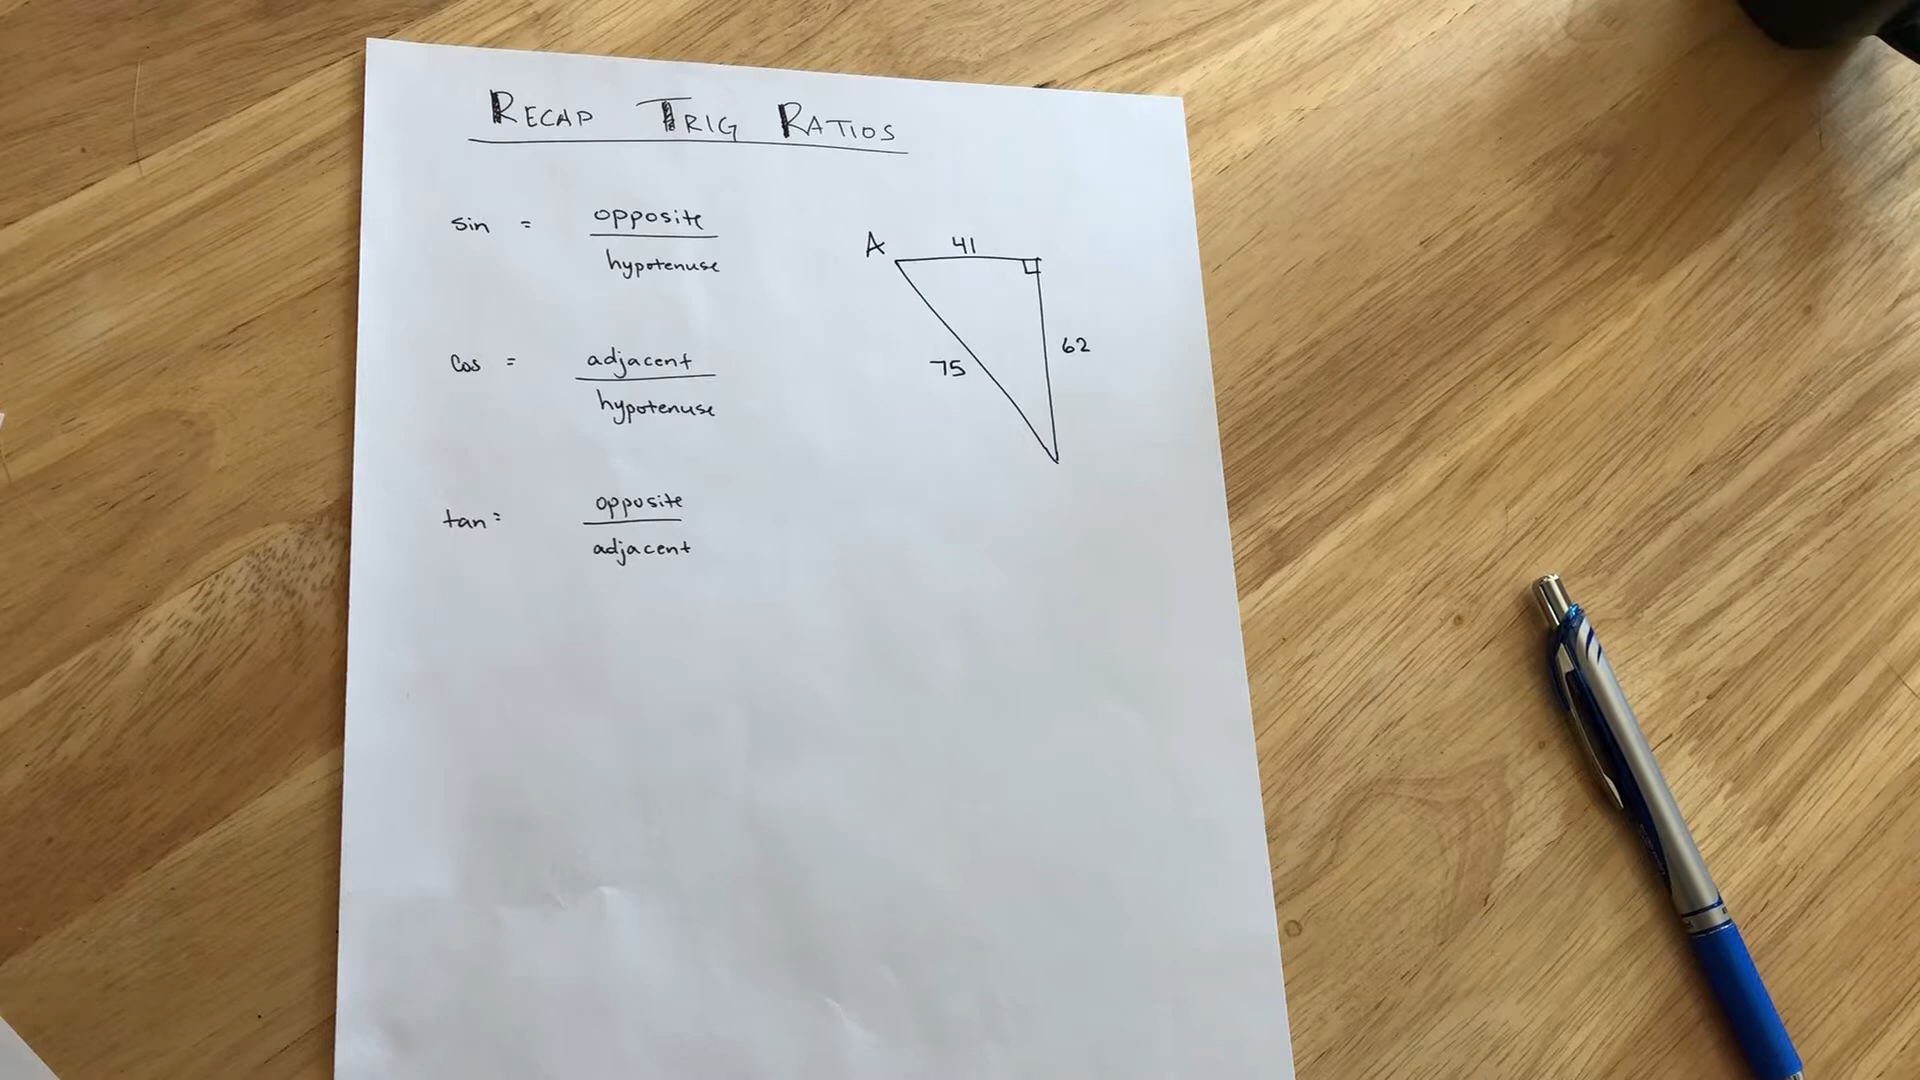 RECAP TRIG RATIOS
sin = opposite
hypotenuse
A
41
62
75
cos = adjacent
hypotenuse
tan = opposite
adjacent